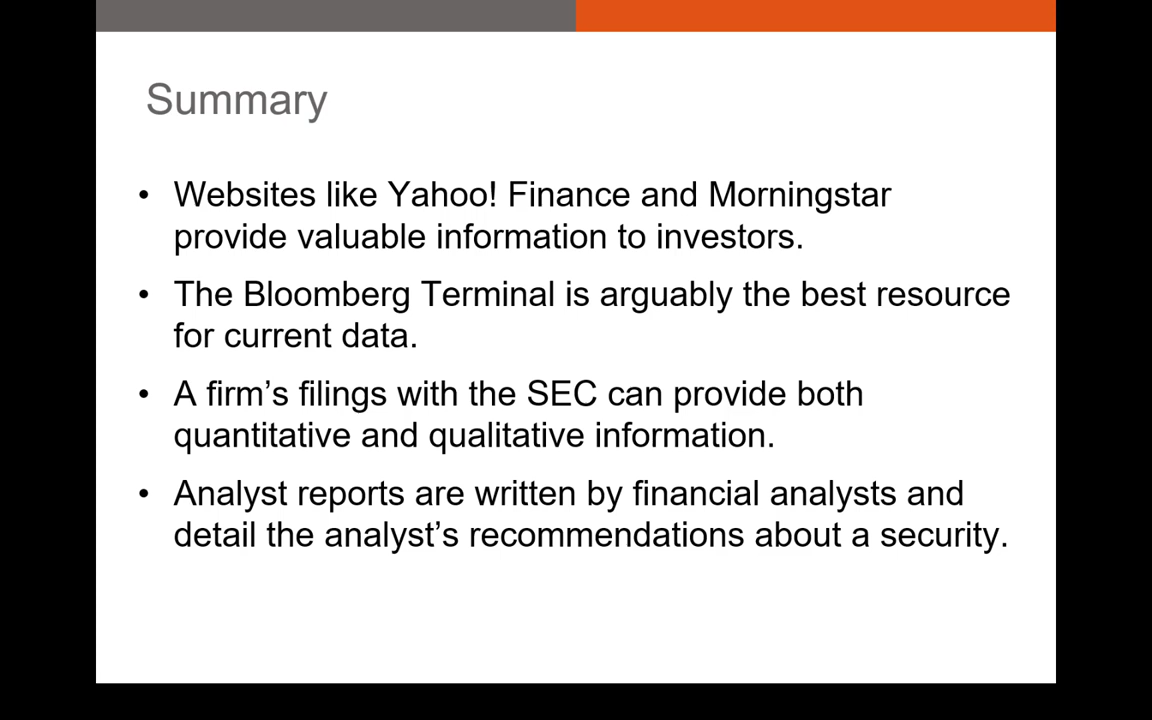 Summary
• Websites like Yahoo! Finance and Morningstar
provide valuable information to investors.
• The Bloomberg Terminal is arguably the best resource
for current data.
• A firm’s filings with the SEC can provide both
quantitative and qualitative information.
• Analyst reports are written by financial analysts and
detail the analyst’s recommendations about a security.